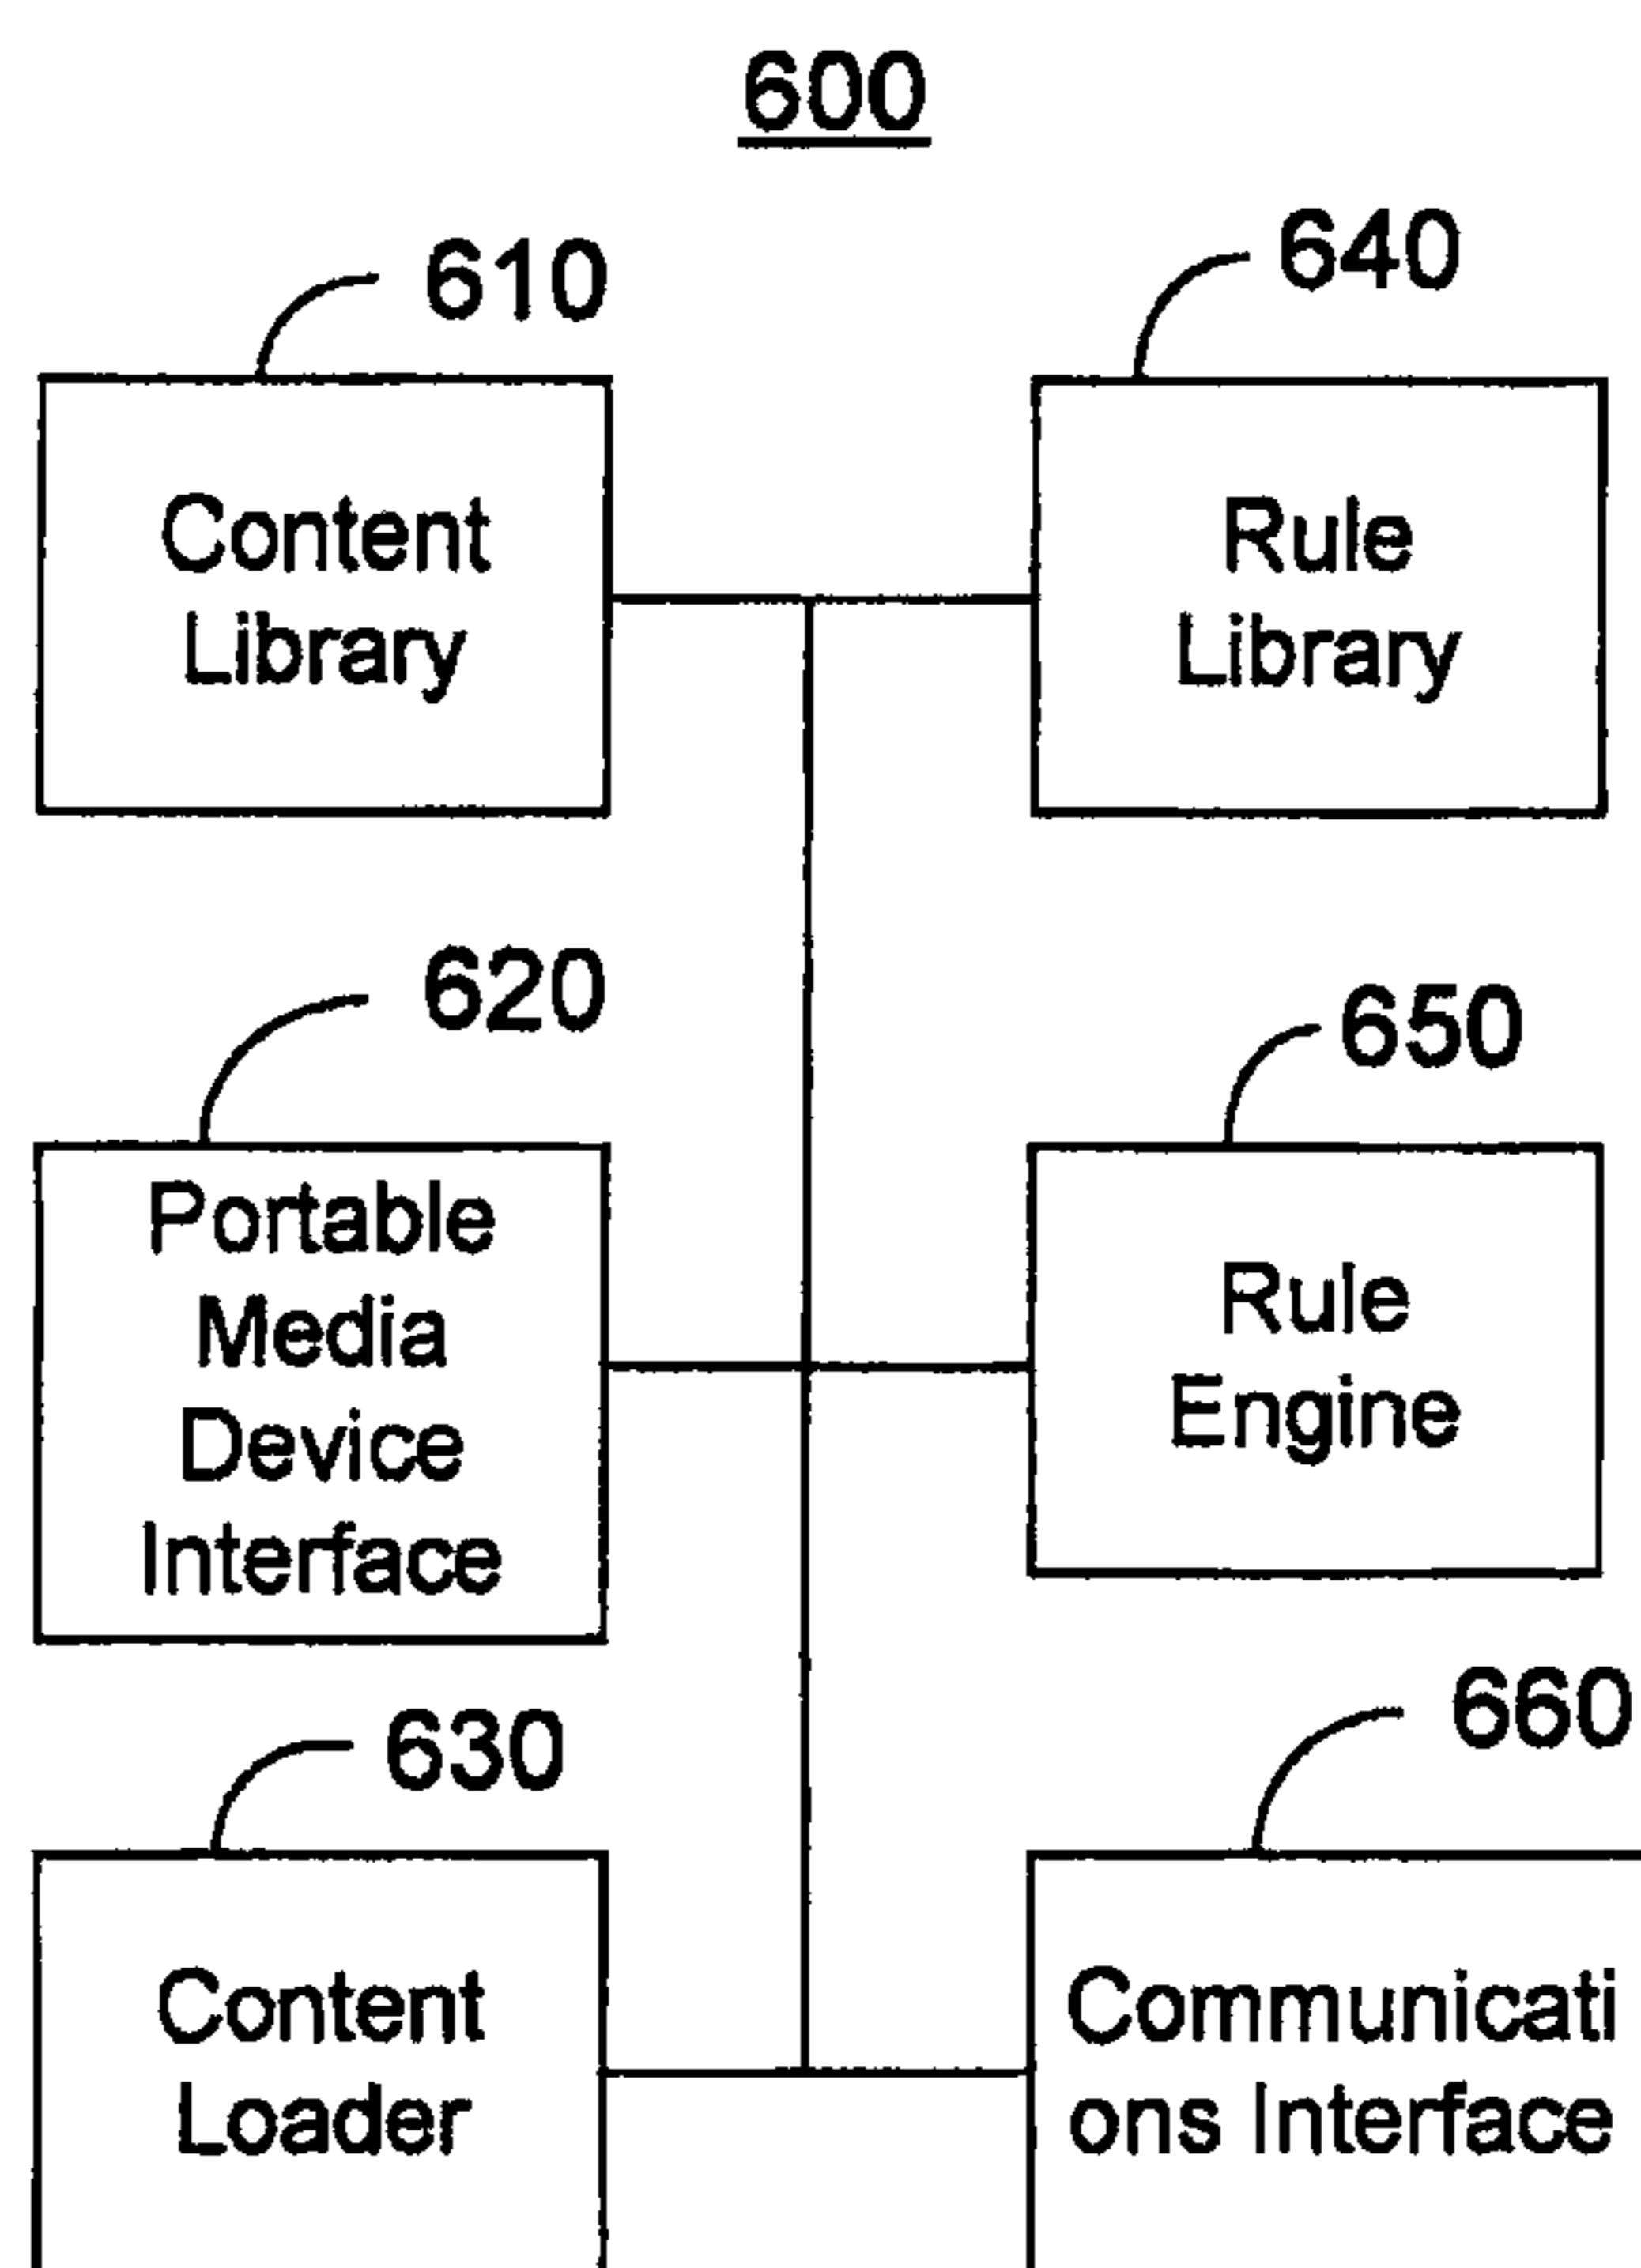 600
610
640
Content
Library
Rule
Library
620
650
Portable
Media
Device
Interface
Rule
Engine
630
660
Content
Loader
Communicati
ons Interface